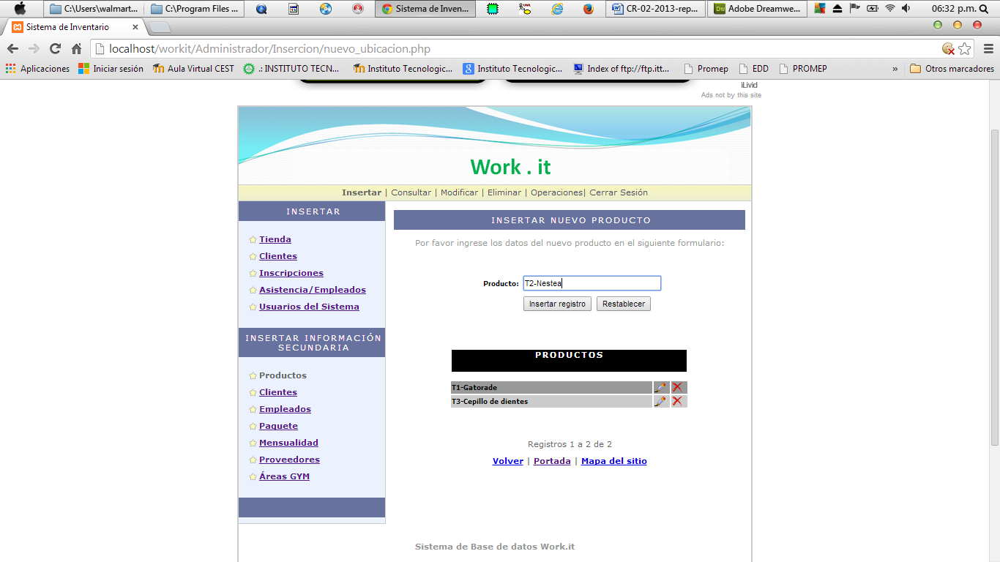 C:\Users\walmart...
C:\Program Files ...
Sistema de Inven...
CR-02-2013-rep...
Adobe Dreamwe...
06:32 p.m.
Sistema de Inventario
localhost/workit/Administrador/Insercion/nuevo_ubicacion.php
Aplicaciones
Iniciar sesión
Aula Virtual CEST
.: INSTITUTO TECN...
Instituto Tecnologic...
Instituto Tecnologic...
Index of ftp://ftp.itt...
Promep
EDD
PROMEP
»
Otros marcadores
iLivid
Ads not by this site
Work . it
Insertar | Consultar | Modificar | Eliminar | Operaciones| Cerrar Sesión
INSERTAR
Tienda
Clientes
Inscripciones
Asistencia/Empleados
Usuarios del Sistema
INSERTAR INFORMACIÓN
SECUNDARIA
Productos
Clientes
Empleados
Paquete
Mensualidad
Proveedores
Áreas GYM
INSERTAR NUEVO PRODUCTO
Por favor ingrese los datos del nuevo producto en el siguiente formulario:
Producto: T2-Nestea
Insertar registro Restablecer
PRODUCTOS
T1-Gatorade
T3-Cepillo de dientes
Registros 1 a 2 de 2
Volver | Portada | Mapa del sitio
Sistema de Base de datos Work.it